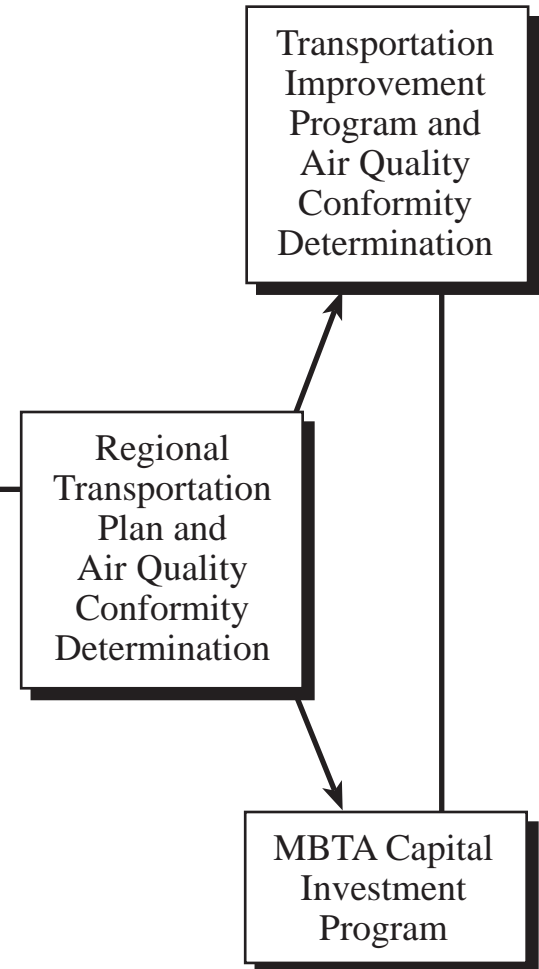 Transportation
Improvement
Program and
Air Quality
Conformity
Determination
Regional
Transportation
Plan and
Air Quality
Conformity
Determination
MBTA Capital
Investment
Program